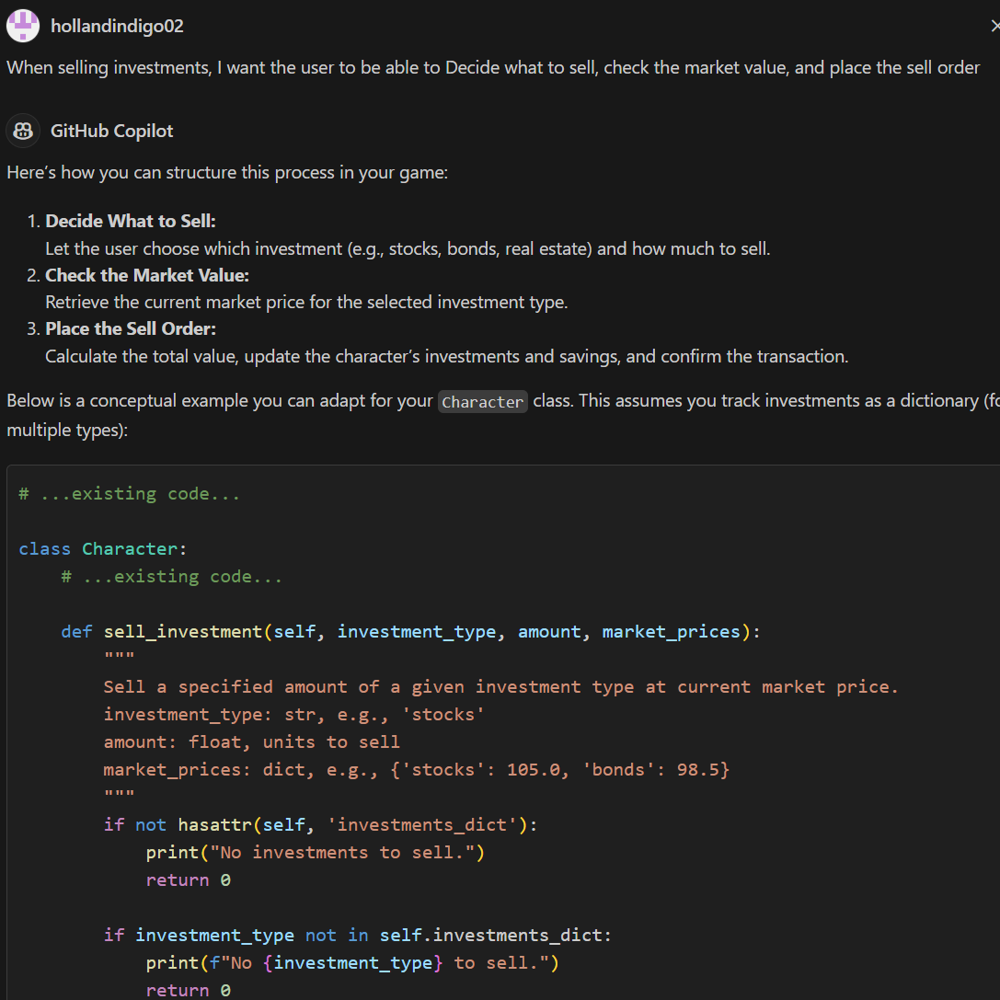 hollandindigo02
When selling investments, I want the user to be able to Decide what to sell, check the market value, and place the sell order
GitHub Copilot
Here’s how you can structure this process in your game:
1. Decide What to Sell:
Let the user choose which investment (e.g., stocks, bonds, real estate) and how much to sell.
2. Check the Market Value:
Retrieve the current market price for the selected investment type.
3. Place the Sell Order:
Calculate the total value, update the character’s investments and savings, and confirm the transaction.
Below is a conceptual example you can adapt for your Character class. This assumes you track investments as a dictionary
multiple types):
# ...existing code...
class Character:
    # ...existing code...
    def sell_investment(self, investment_type, amount, market_prices):
        """
        Sell a specified amount of a given investment type at current market price.
        investment_type: str, e.g., 'stocks'
        amount: float, units to sell
        market_prices: dict, e.g., {'stocks': 105.0, 'bonds': 98.5}
        """
        if not hasattr(self, 'investments_dict'):
            print("No investments to sell.")
            return 0
        if investment_type not in self.investments_dict:
            print(f"No {investment_type} to sell.")
            return 0